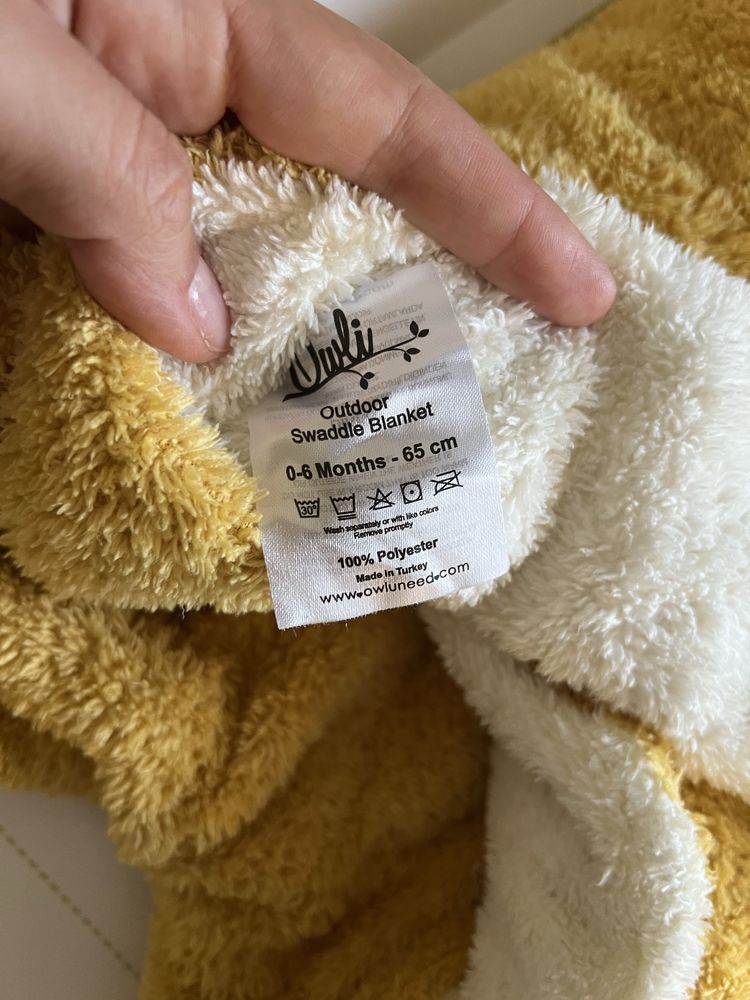 Owli
Outdoor
Swaddle Blanket
0-6 Months - 65 cm
30°
Wash separately or with like colors
Remove promptly
100% Polyester
Made in Turkey
www.owluneed.com